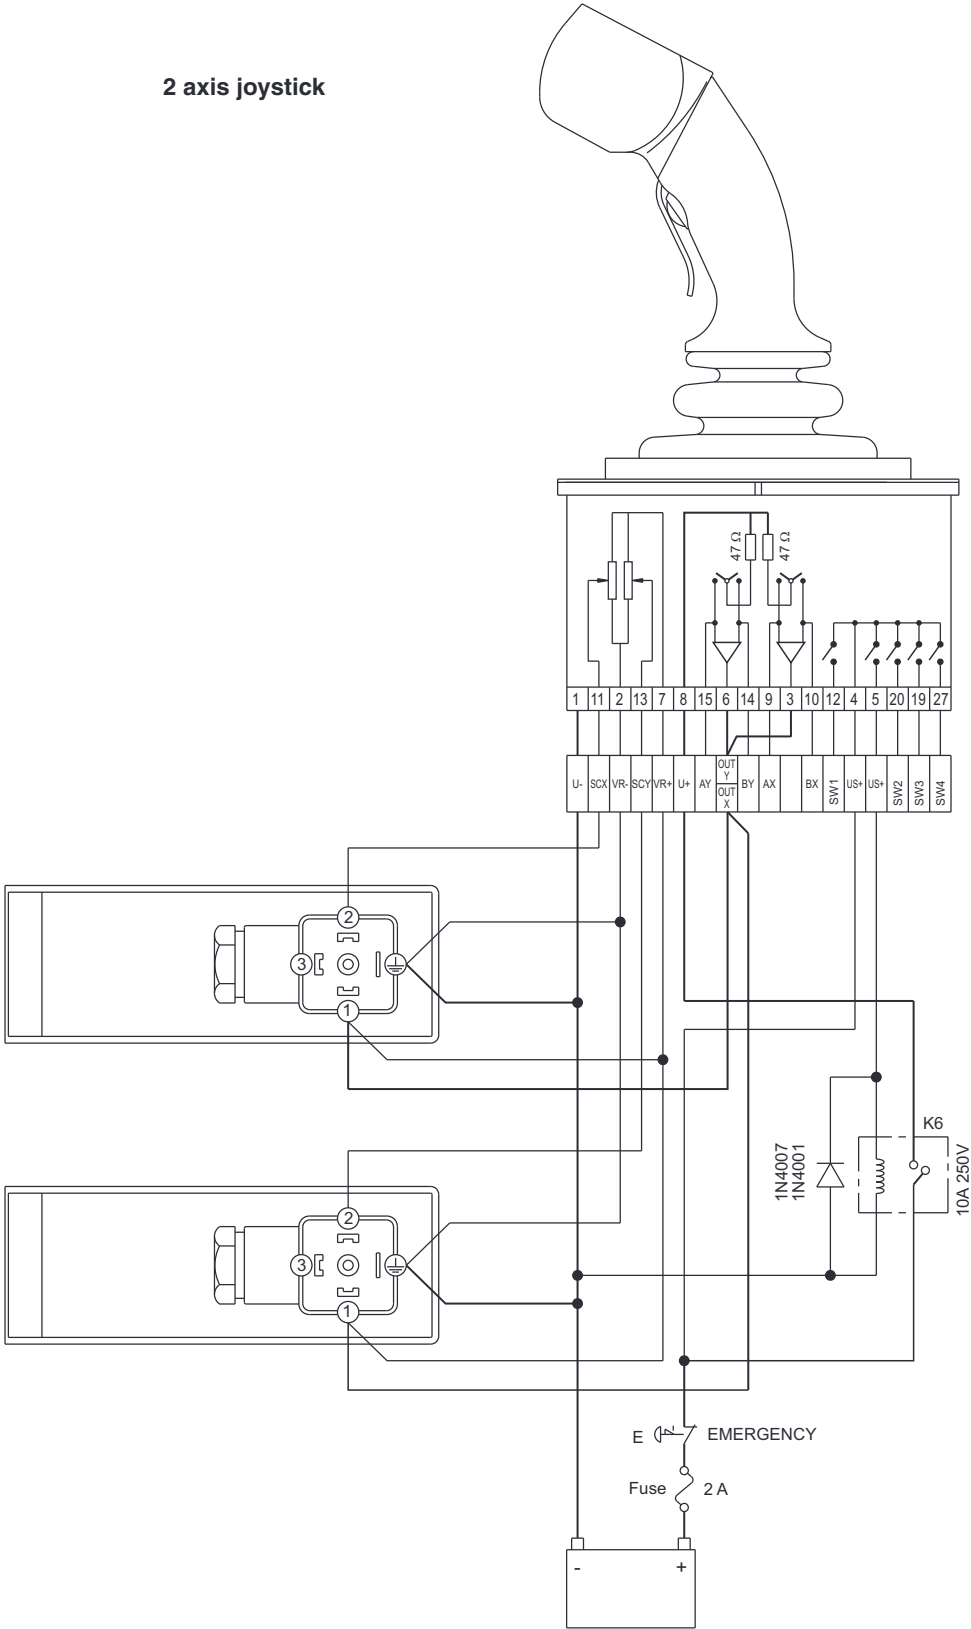 2 axis joystick
47 Ω
47 Ω
1 11 2 13 7 8 15 6 14 9 3 10 12 4 5 20 19 27
U- SCX VR- SCY VR+ U+ AY OUT Y OUT X BY AX BX SW1 US+ US+ SW2 SW3 SW4
2
3
1
K6
1N4007
1N4001
10A 250V
2
3
1
E EMERGENCY
Fuse 2 A
- +